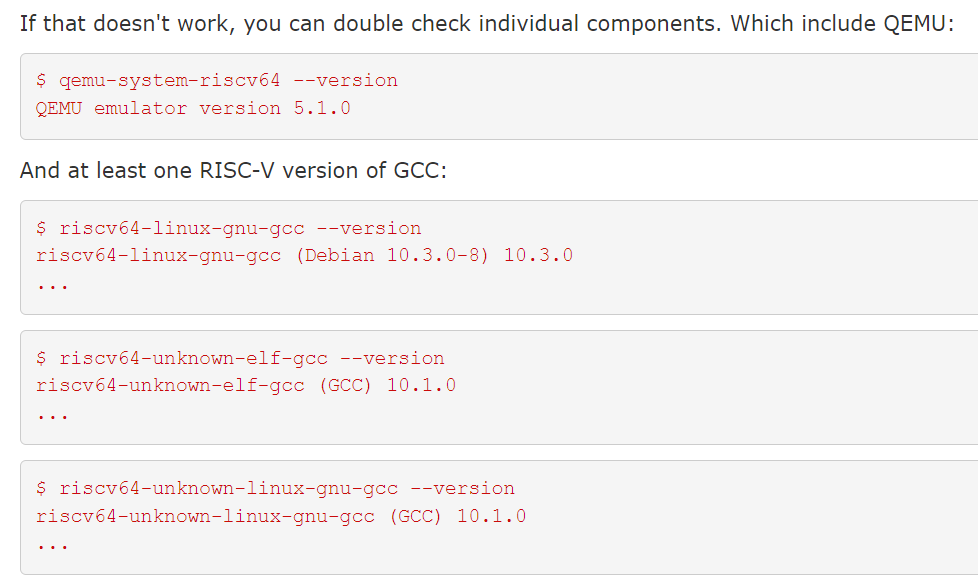 If that doesn't work, you can double check individual components. Which include QEMU:
$ qemu-system-riscv64 --version
QEMU emulator version 5.1.0
And at least one RISC-V version of GCC:
$ riscv64-linux-gnu-gcc --version
riscv64-linux-gnu-gcc (Debian 10.3.0-8) 10.3.0
...
$ riscv64-unknown-elf-gcc --version
riscv64-unknown-elf-gcc (GCC) 10.1.0
...
$ riscv64-unknown-linux-gnu-gcc --version
riscv64-unknown-linux-gnu-gcc (GCC) 10.1.0
...